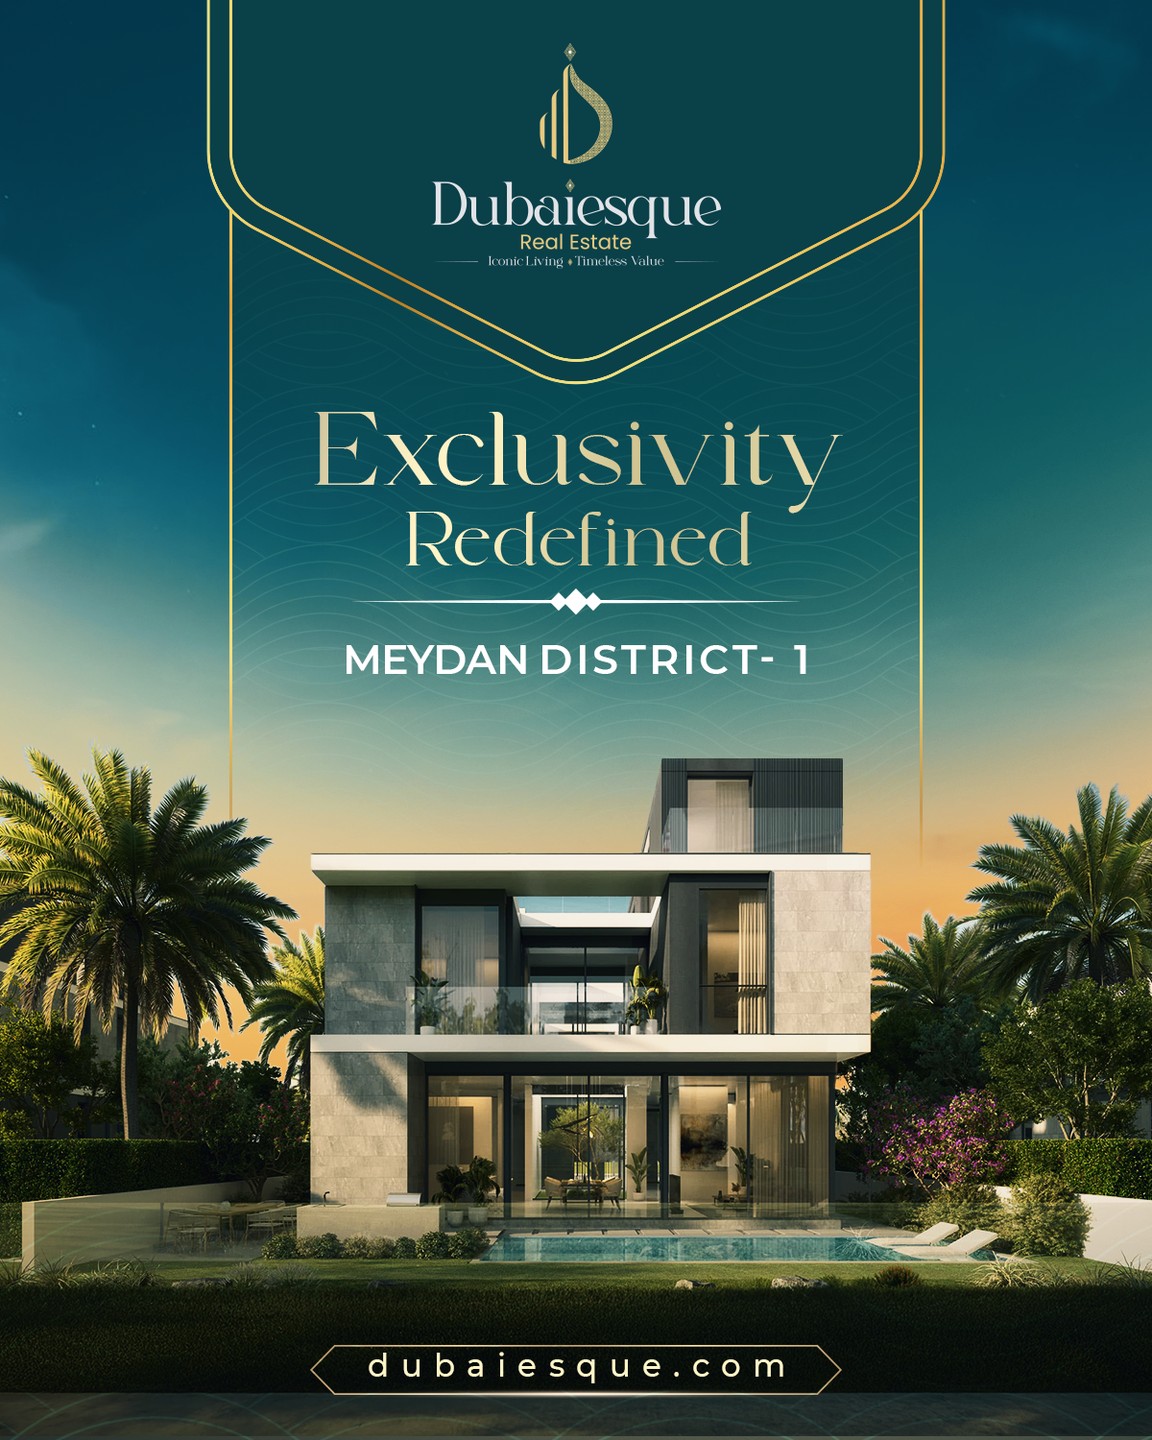 Dubaiesque
Real Estate
Iconic Living ♦ Timeless Value
Exclusivity
Redefined
MEYDAN DISTRICT- 1
dubaiesque.com